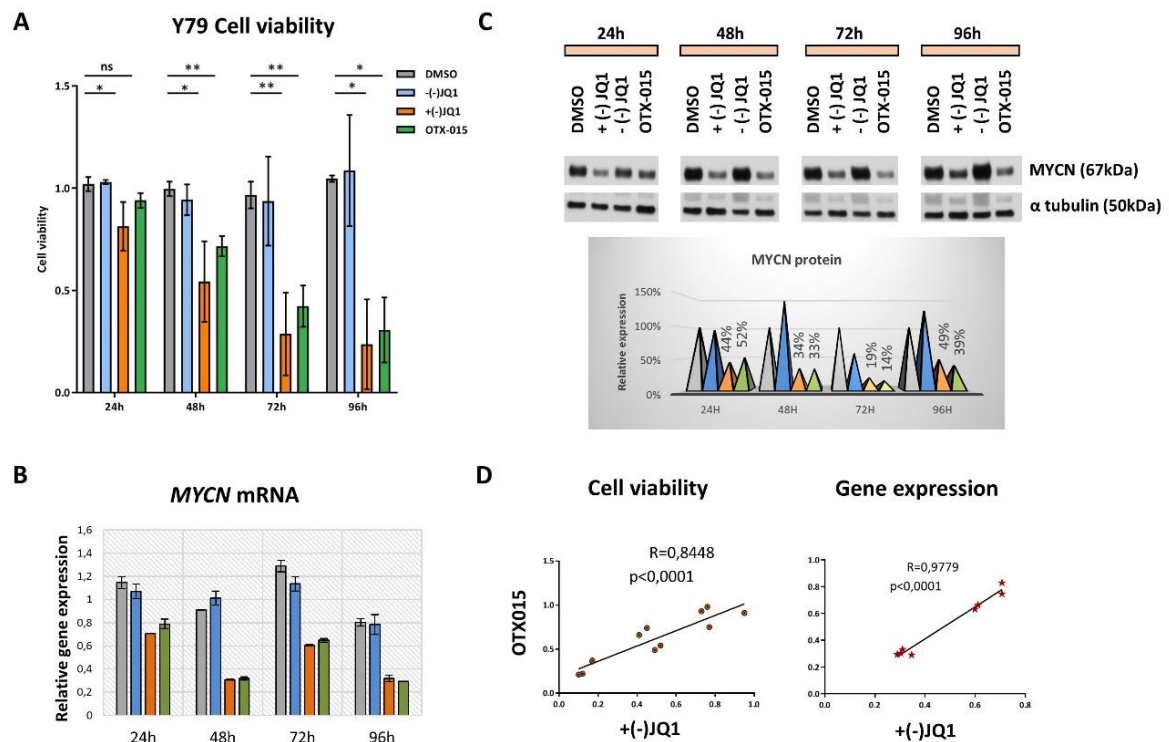 A
Y79 Cell viability
ns
*
**
*
**
**
*
*
DMSO
-(-)JQ1
+(-)JQ1
OTX-015
1.5
1.0
0.5
0.0
Cell viability
24h
48h
72h
96h
B
MYCN mRNA
Relative gene expression
1,6
1,4
1,2
1
0,8
0,6
0,4
0,2
0
24h
48h
72h
96h
C
24h
48h
72h
96h
DMSO
+ (-) JQ1
- (-) JQ1
OTX-015
DMSO
+ (-) JQ1
- (-) JQ1
OTX-015
DMSO
+ (-) JQ1
- (-) JQ1
OTX-015
DMSO
+ (-) JQ1
- (-) JQ1
OTX-015
MYCN (67kDa)
α tubulin (50kDa)
MYCN protein
Relative expression
150%
100%
50%
0%
44%
52%
34%
33%
19%
14%
49%
39%
24H
48H
72H
96H
D
Cell viability
R=0,8448
p<0,0001
OTX015
1.5
1.0
0.5
0.0
0.0
0.2
0.4
0.6
0.8
1.0
+(-)JQ1
Gene expression
R=0,9779
p<0,0001
1.0
0.8
0.6
0.4
0.2
0.0
0.0
0.2
0.4
0.6
0.8
+(-)JQ1